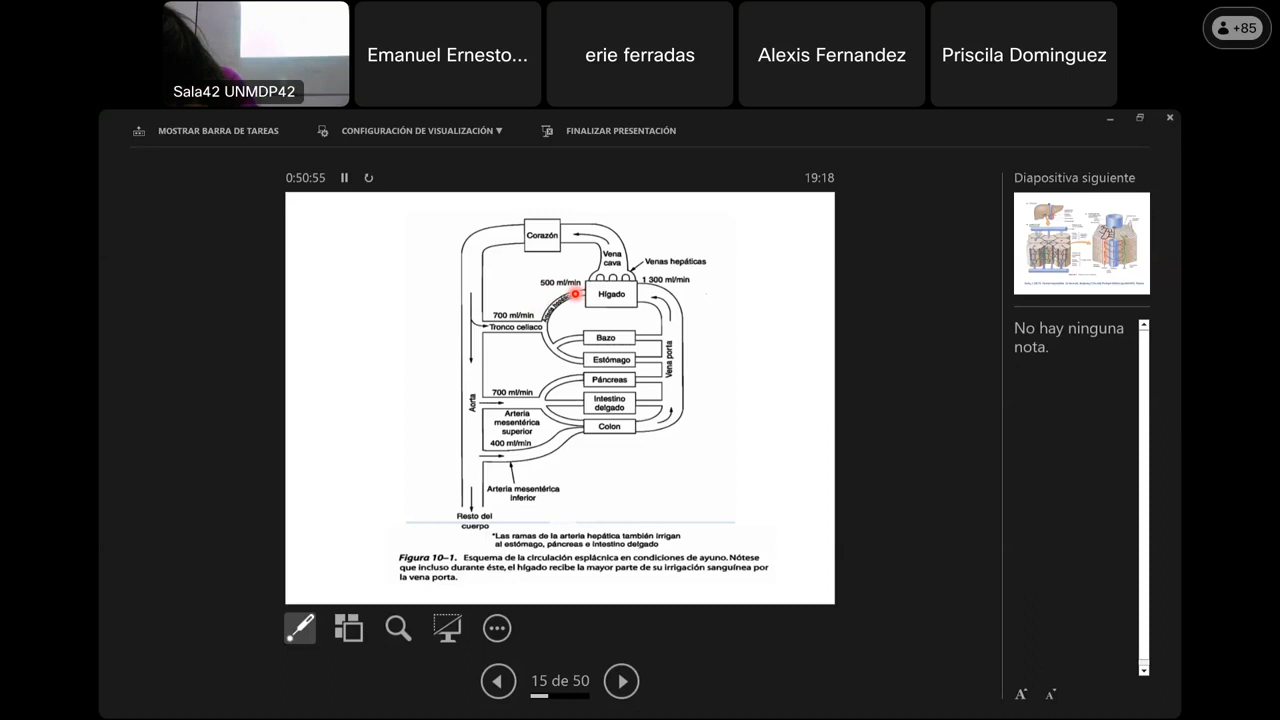 Sala42 UNMDP42
Emanuel Ernesto...
erie ferradas
Alexis Fernandez
Priscila Dominguez
+85
MOSTRAR BARRA DE TAREAS
CONFIGURACIÓN DE VISUALIZACIÓN ▼
FINALIZAR PRESENTACIÓN
0:50:55
19:18
Diapositiva siguiente
Corazón
Vena
cava
Venas hepáticas
500 ml/min
1 300 ml/min
Hígado
700 ml/min
Tronco celiaco
Bazo
Estómago
Vena porta
Páncreas
700 ml/min
Intestino
delgado
Aorta
Arteria
mesentérica
superior
Colon
400 ml/min
Arteria mesentérica
inferior
Resto del
cuerpo
*Las ramas de la arteria hepática también irrigan
al estómago, páncreas e intestino delgado
Figura 10–1. Esquema de la circulación esplácnica en condiciones de ayuno. Nótese
que incluso durante éste, el hígado recibe la mayor parte de su irrigación sanguínea por
la vena porta.
No hay ninguna
nota.
15 de 50
A A